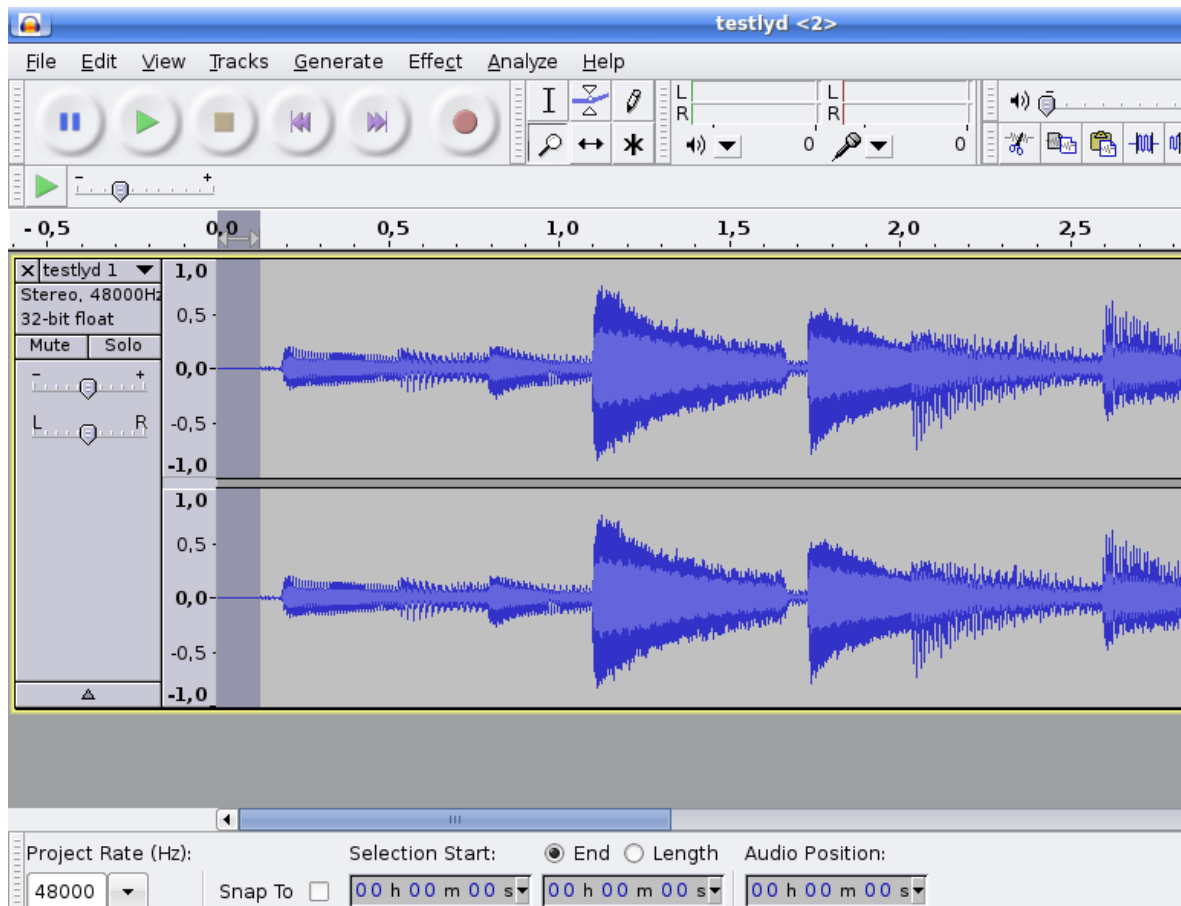 testlyd <2>
File Edit View Tracks Generate Effect Analyze Help
L L
R R
0 0
- +
- 0,5 0,0 0,5 1,0 1,5 2,0 2,5
testlyd 1
Stereo, 48000Hz
32-bit float
Mute Solo
- +
L R
1,0
0,5
0,0
-0,5
-1,0
1,0
0,5
0,0
-0,5
-1,0
Project Rate (Hz): Selection Start: End Length Audio Position:
48000 Snap To 00 h 00 m 00 s 00 h 00 m 00 s 00 h 00 m 00 s